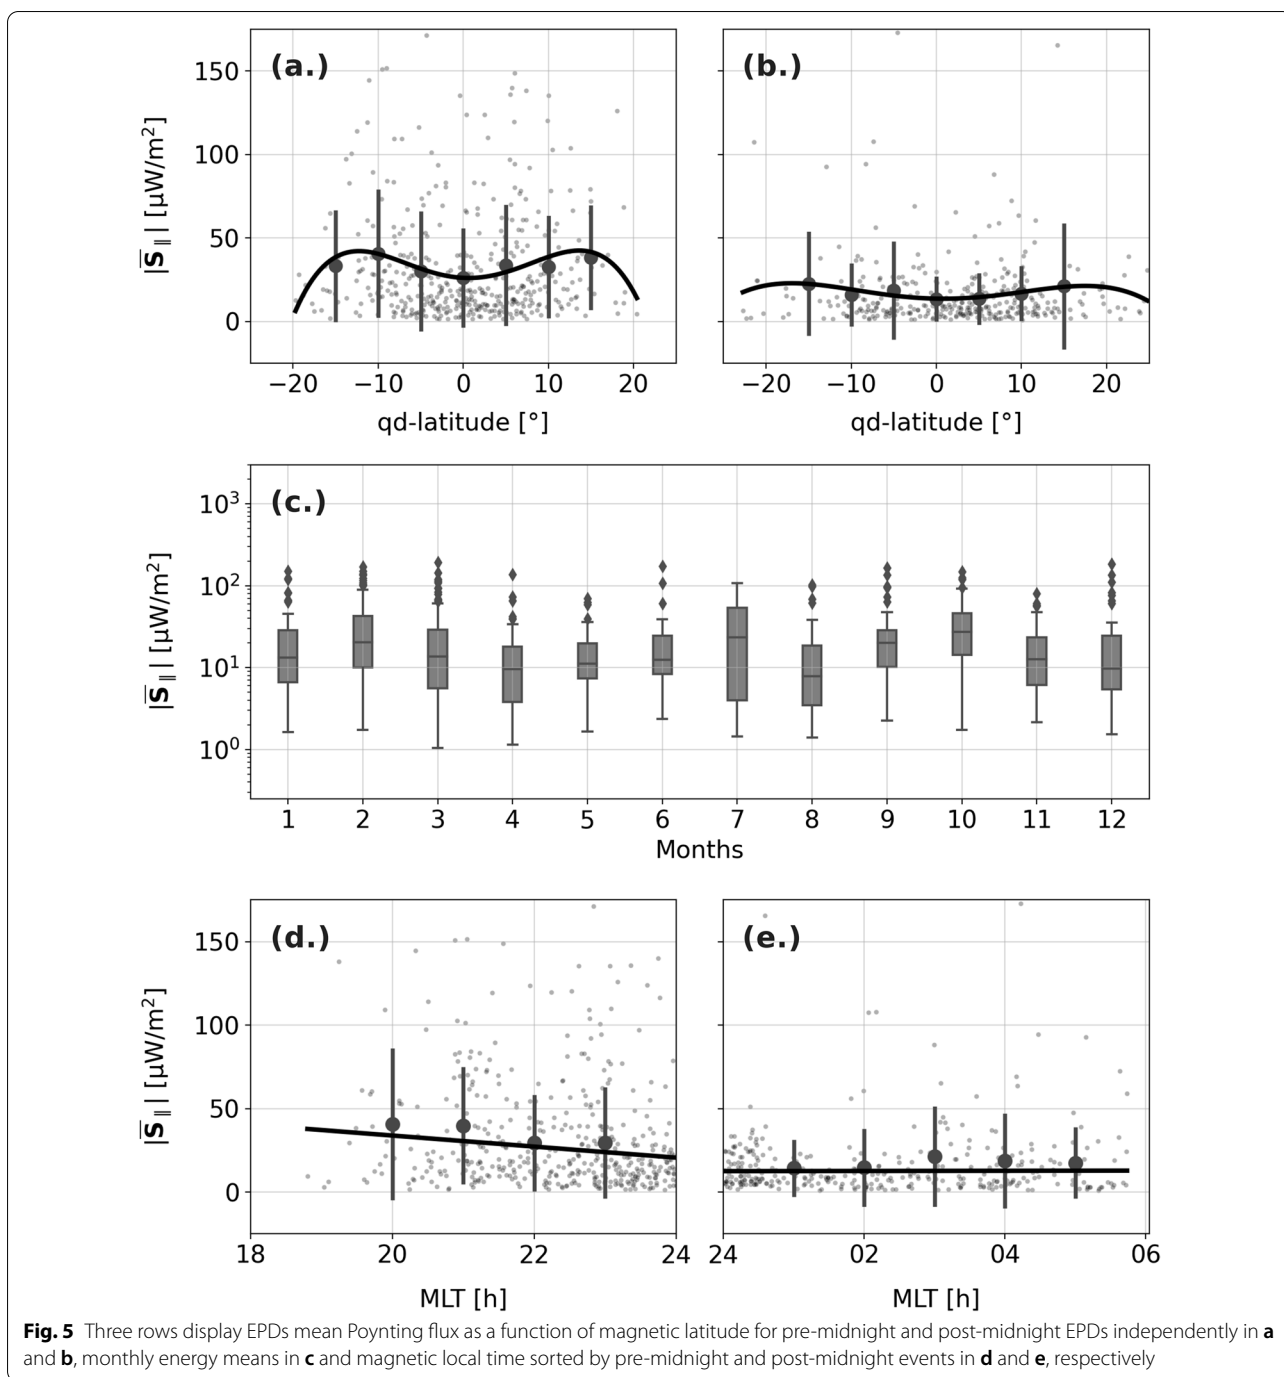 (a.)
(b.)
150
100
50
0
|S̅∥| [µW/m²]
−20 −10 0 10 20
−20 −10 0 10 20
qd-latitude [°]
qd-latitude [°]
(c.)
10³
10²
10¹
10⁰
|S̅∥| [µW/m²]
1 2 3 4 5 6 7 8 9 10 11 12
Months
(d.)
(e.)
150
100
50
0
|S̅∥| [µW/m²]
18 20 22 24
24 02 04 06
MLT [h]
MLT [h]
Fig. 5 Three rows display EPDs mean Poynting flux as a function of magnetic latitude for pre-midnight and post-midnight EPDs independently in a
and b, monthly energy means in c and magnetic local time sorted by pre-midnight and post-midnight events in d and e, respectively